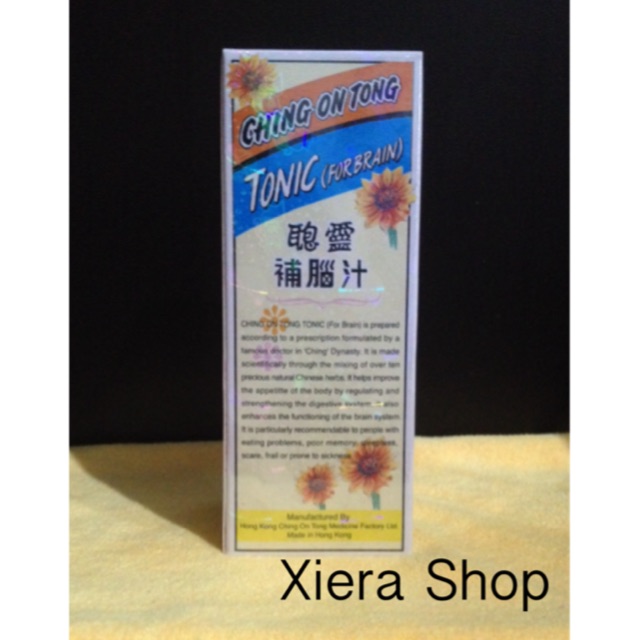 CHING ON TONG
TONIC (FOR BRAIN)
聰靈
補腦汁
CHING ON TONG TONIC (For Brain) is prepared
according to a prescription formulated by a
famous doctor in 'Ching' Dynasty. It is made
scientifically through the mixing of over ten
precious natural Chinese herbs. It helps improve
the appetite of the body by regulating and
strengthening the digestive system. It also
enhances the functioning of the brain system.
It is particularly recommendable to people with
eating problems, poor memory,
scare, frail or prone to sickness.
Manufactured By
Hong Kong Ching On Tong Medicine Factory Ltd
Made in Hong Kong
Xiera Shop